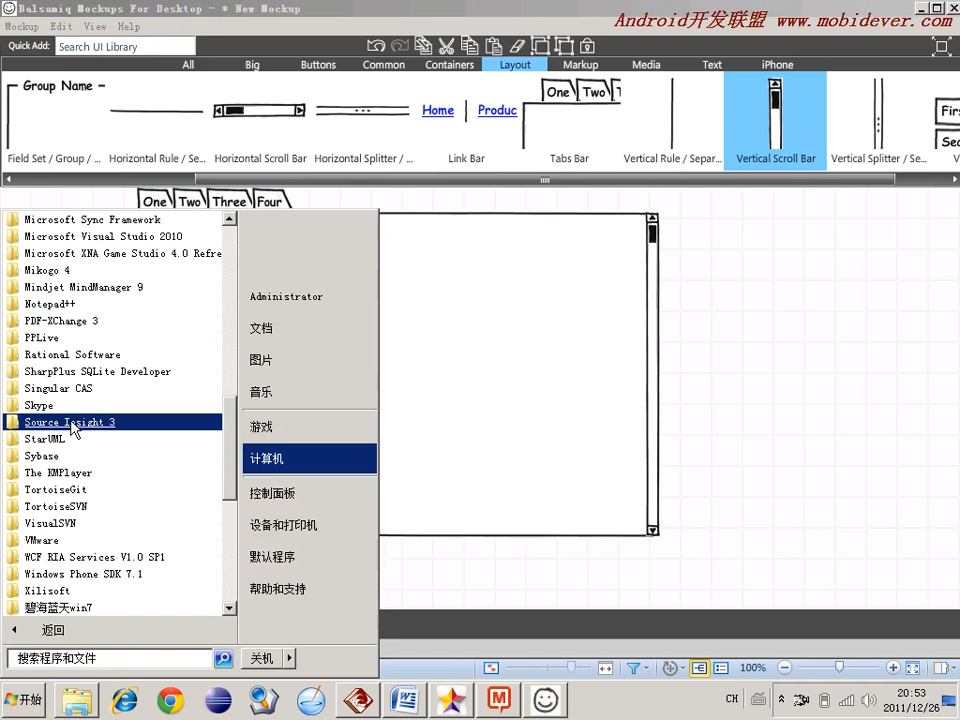 Balsamiq Mockups For Desktop - * New Mockup
Mockup Edit View Help
Android开发联盟 www.mobidever.com
Quick Add: Search UI Library
All Big Buttons Common Containers Layout Markup Media Text iPhone
Group Name
Home Produc
One Two
Firs
Seco
Field Set / Group / ... Horizontal Rule / Se... Horizontal Scroll Bar Horizontal Splitter / ... Link Bar Tabs Bar Vertical Rule / Separ... Vertical Scroll Bar Vertical Splitter / Se... V
One Two Three Four
Microsoft Sync Framework
Microsoft Visual Studio 2010
Microsoft XNA Game Studio 4.0 Refre
Mikogo 4
Mindjet MindManager 9
Notepad++
PDF-XChange 3
PPLive
Rational Software
SharpPlus SQLite Developer
Singular CAS
Skype
Source Insight 3
StarUML
Sybase
The KMPlayer
TortoiseGit
TortoiseSVN
VisualSVN
VMware
WCF RIA Services V1.0 SP1
Windows Phone SDK 7.1
Xilisoft
碧海蓝天win7
返回
搜索程序和文件
Administrator
文档
图片
音乐
游戏
计算机
控制面板
设备和打印机
默认程序
帮助和支持
关机
100%
开始
CH
20:53
2011/12/26